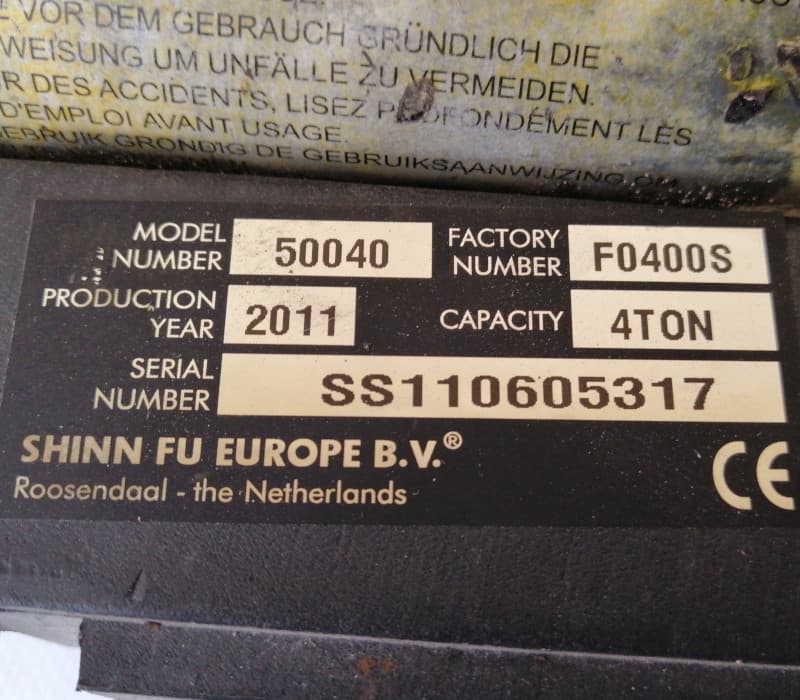 VOR DEM GEBRAUCH GRÜNDLICH DIE
WEISUNG UM UNFÄLLE ZU VERMEIDEN.
R DES ACCIDENTS, LISEZ PROFONDÉMENT LES
D'EMPLOI AVANT USAGE.
GEBRUIK GRONDIG DE GEBRUIKSAANWIJZING OM
MODEL NUMBER 50040 FACTORY NUMBER F0400S
PRODUCTION YEAR 2011 CAPACITY 4TON
SERIAL NUMBER SS110605317
SHINN FU EUROPE B.V.®
Roosendaal - the Netherlands
CE